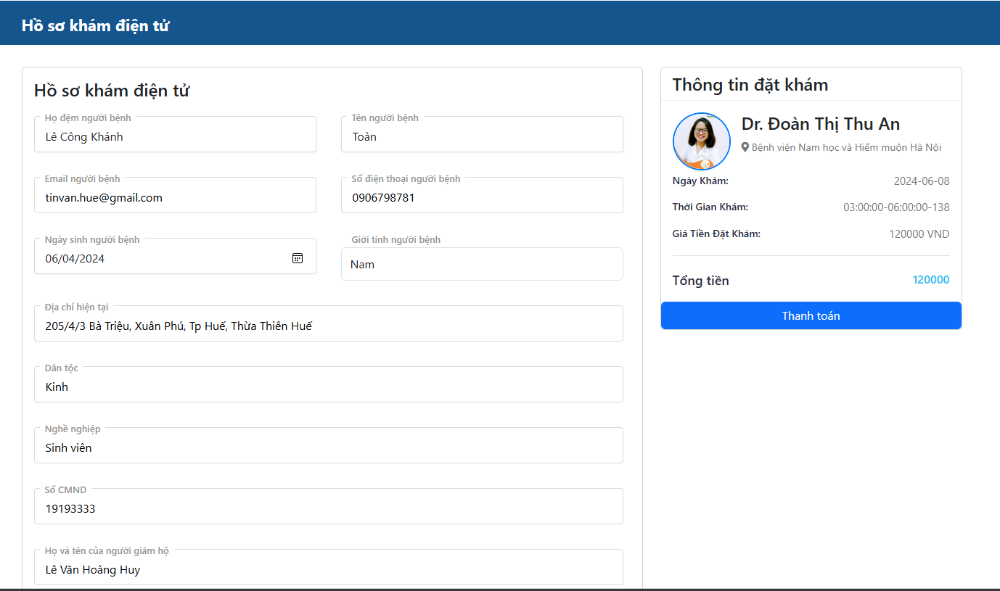 Hồ sơ khám điện tử
Hồ sơ khám điện tử
Họ đệm người bệnh
Lê Công Khánh
Tên người bệnh
Toàn
Email người bệnh
tinvan.hue@gmail.com
Số điện thoại người bệnh
0906798781
Ngày sinh người bệnh
06/04/2024
Giới tính người bệnh
Nam
Địa chỉ hiện tại
205/4/3 Bà Triệu, Xuân Phú, Tp Huế, Thừa Thiên Huế
Dân tộc
Kinh
Nghề nghiệp
Sinh viên
Số CMND
19193333
Họ và tên của người giám hộ
Lê Văn Hoàng Huy
Thông tin đặt khám
Dr. Đoàn Thị Thu An
Bệnh viện Nam học và Hiếm muộn Hà Nội
Ngày Khám: 2024-06-08
Thời Gian Khám: 03:00:00-06:00:00-138
Giá Tiền Đặt Khám: 120000 VND
Tổng tiền 120000
Thanh toán